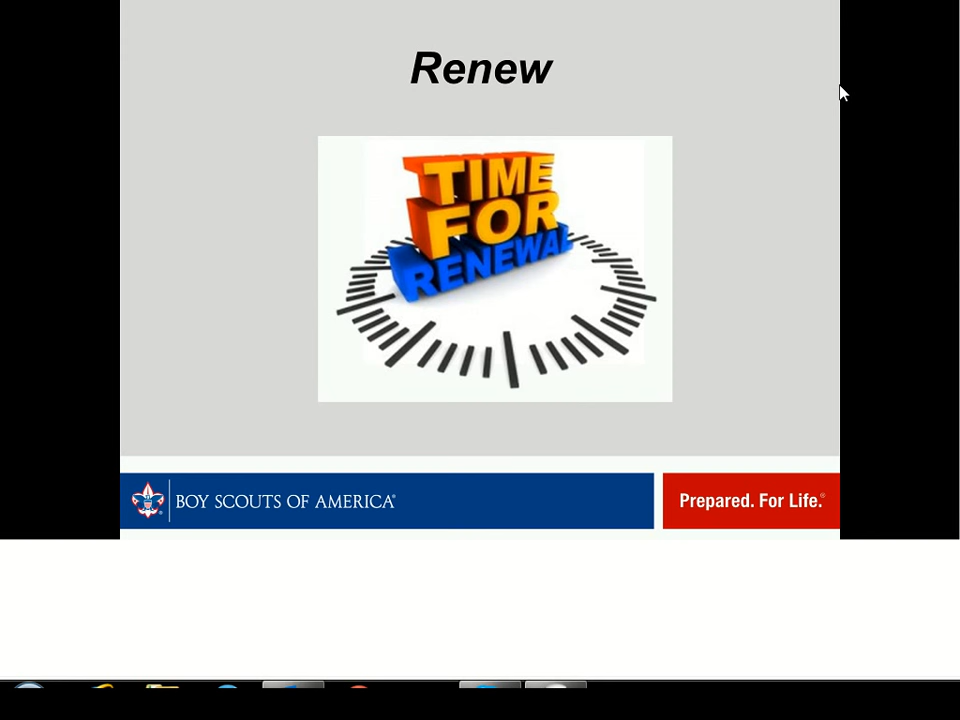 Renew
TIME
FOR
RENEWAL
BOY SCOUTS OF AMERICA®
Prepared. For Life.®